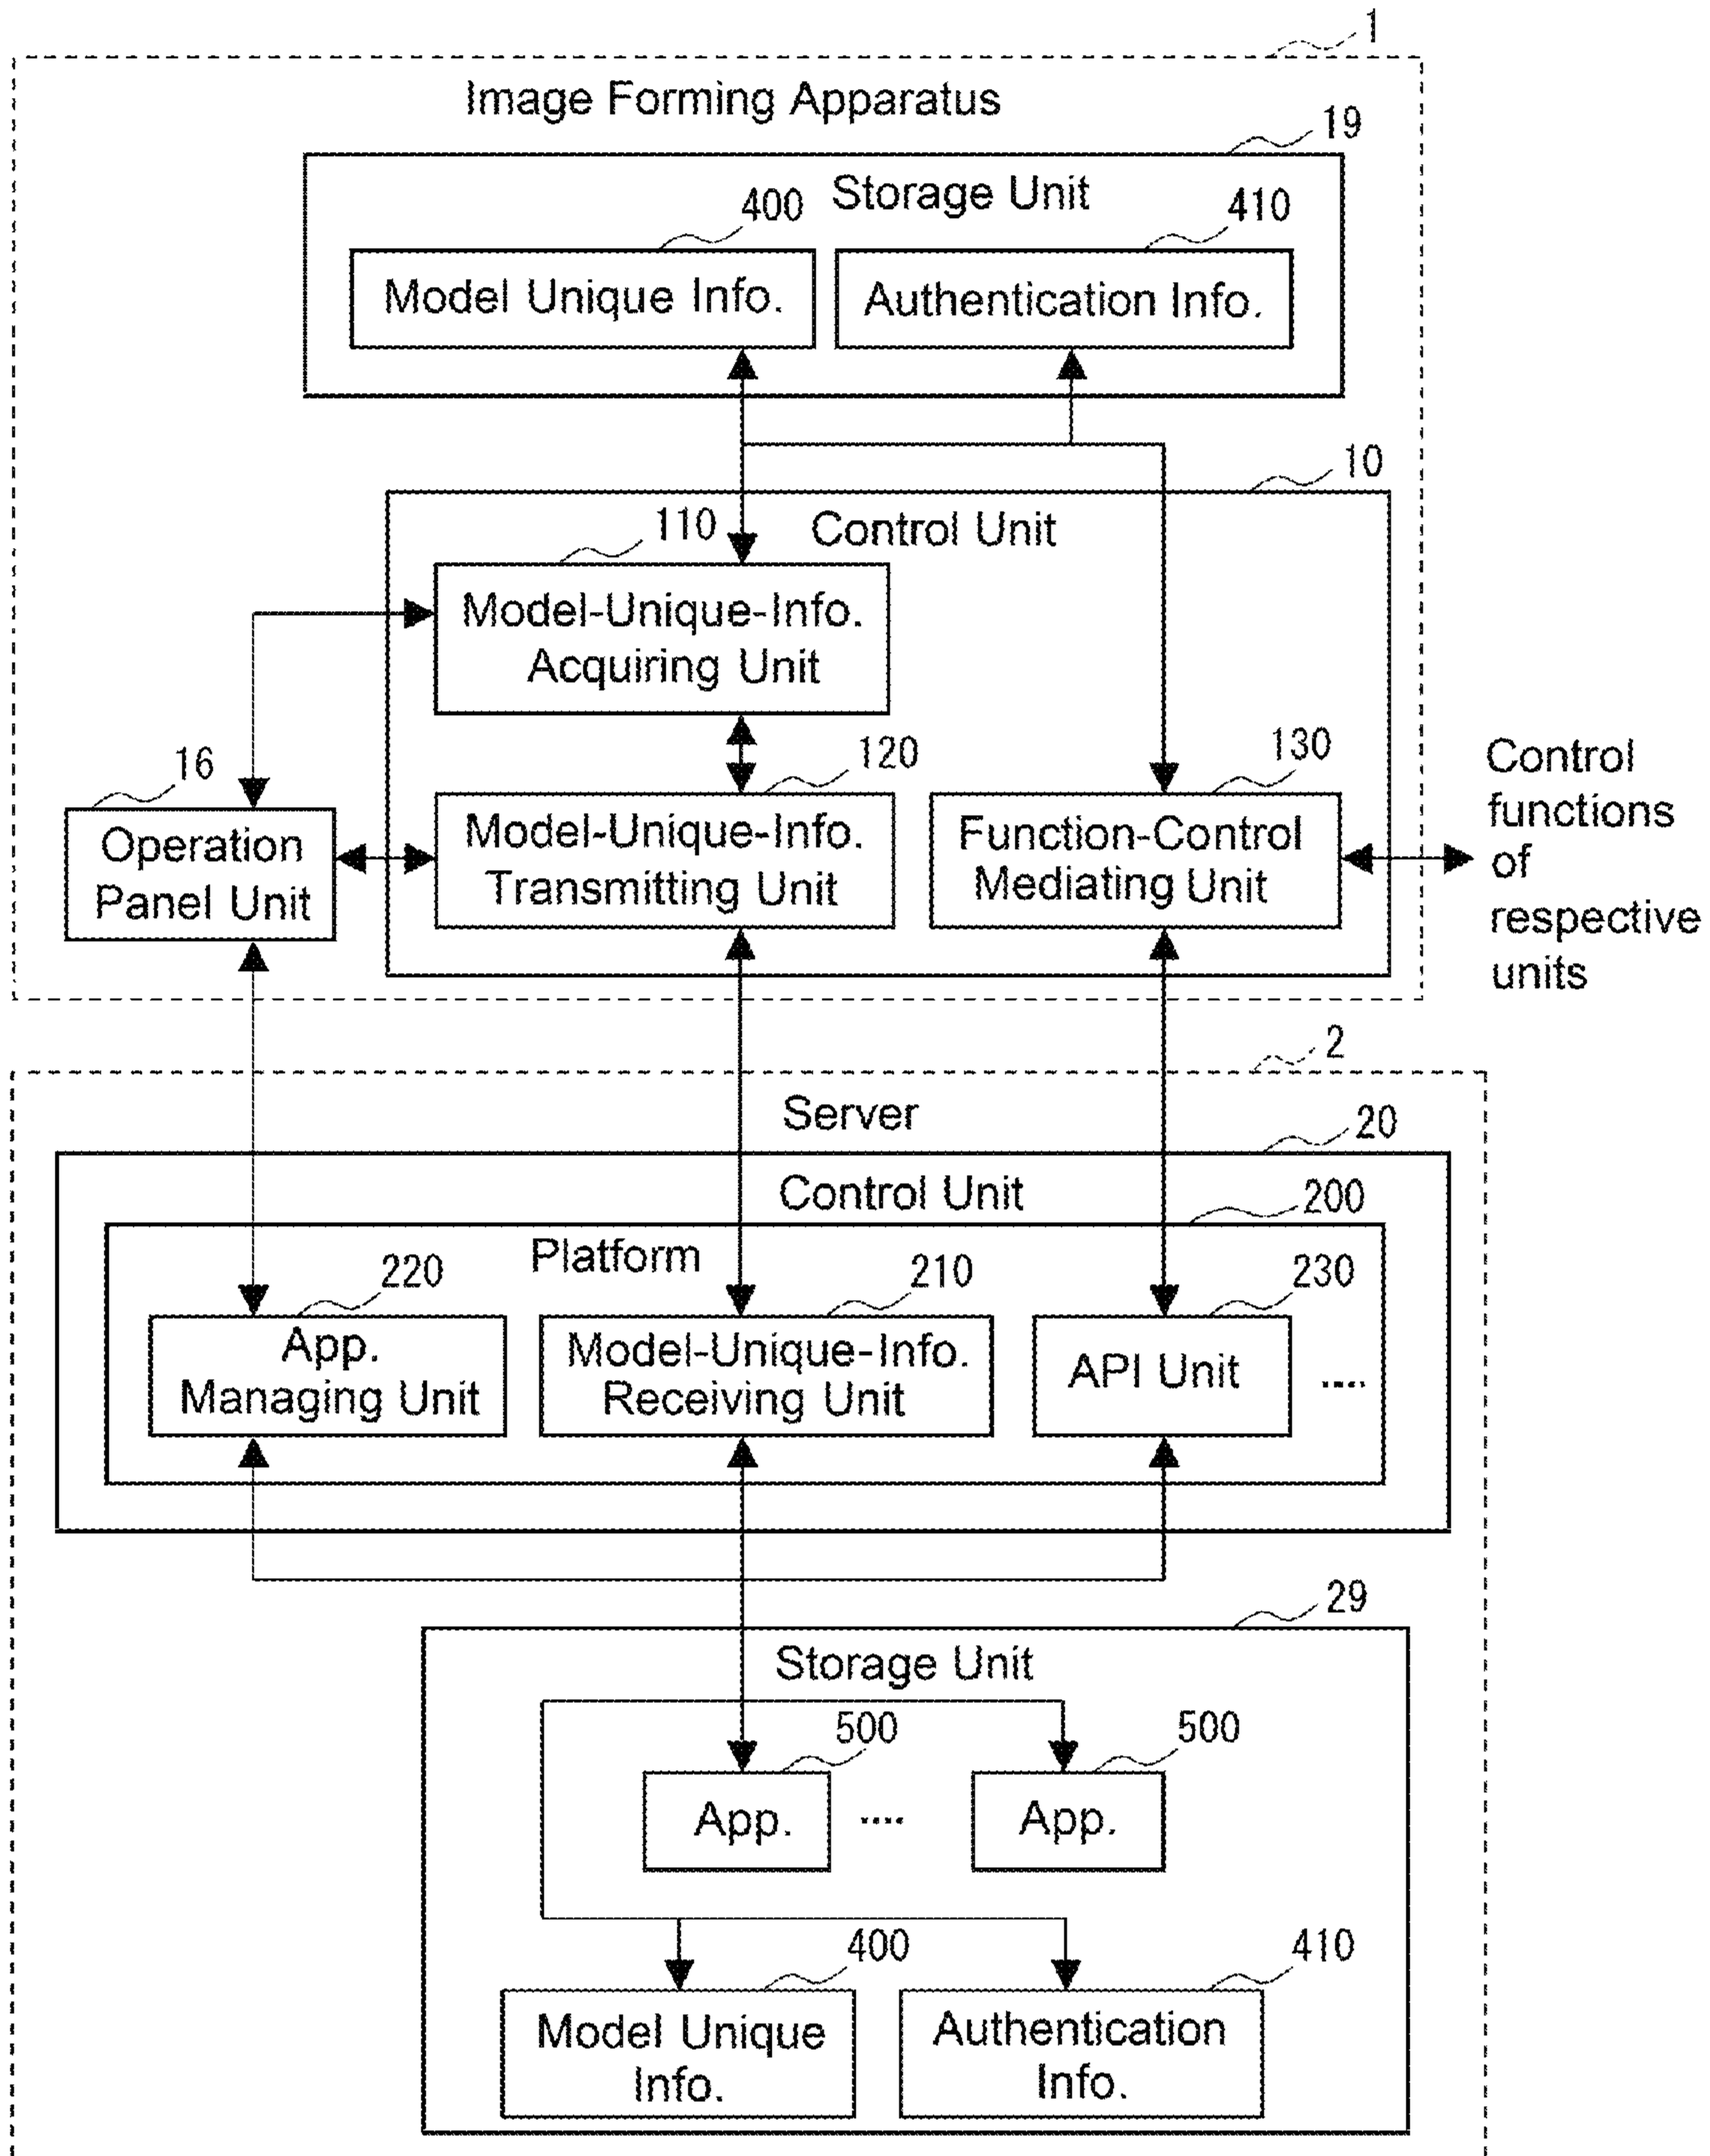 1
Image Forming Apparatus
19
Storage Unit
400
410
Model Unique Info.
Authentication Info.
10
Control Unit
110
Model-Unique-Info.
Acquiring Unit
16
120
130
Operation
Panel Unit
Model-Unique-Info.
Transmitting Unit
Function-Control
Mediating Unit
Control
functions
of
respective
units
2
Server
20
Control Unit
200
Platform
220
210
230
App.
Managing Unit
Model-Unique-Info.
Receiving Unit
API Unit
....
29
Storage Unit
500
500
App.
....
App.
400
410
Model Unique
Info.
Authentication
Info.